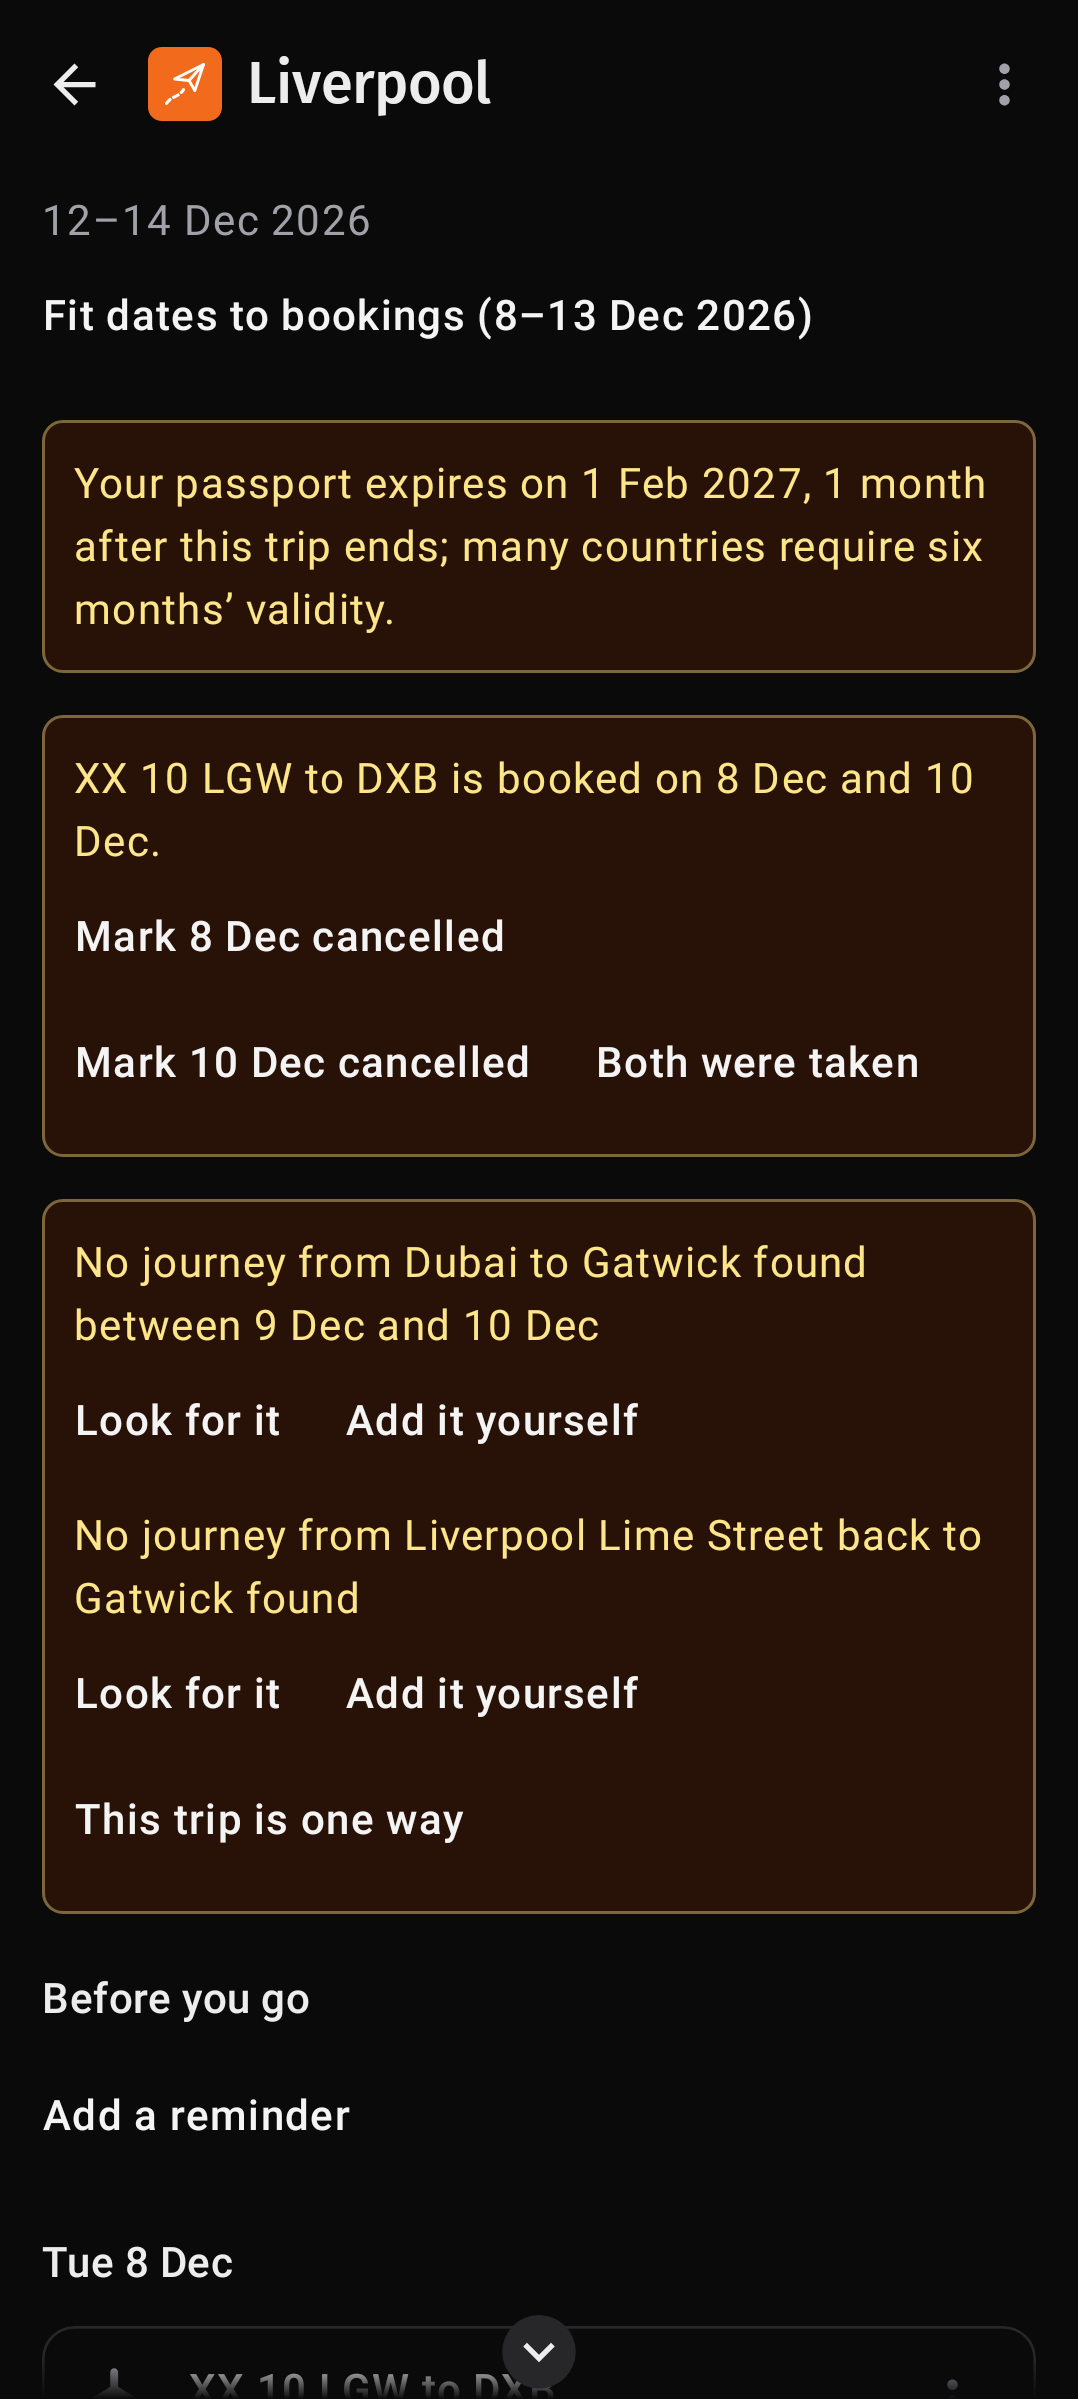 Liverpool
12–14 Dec 2026
Fit dates to bookings (8–13 Dec 2026)
Your passport expires on 1 Feb 2027, 1 month
after this trip ends; many countries require six
months’ validity.
XX 10 LGW to DXB is booked on 8 Dec and 10
Dec.
Mark 8 Dec cancelled
Mark 10 Dec cancelled Both were taken
No journey from Dubai to Gatwick found
between 9 Dec and 10 Dec
Look for it Add it yourself
No journey from Liverpool Lime Street back to
Gatwick found
Look for it Add it yourself
This trip is one way
Before you go
Add a reminder
Tue 8 Dec
XX 10 LGW to DXB